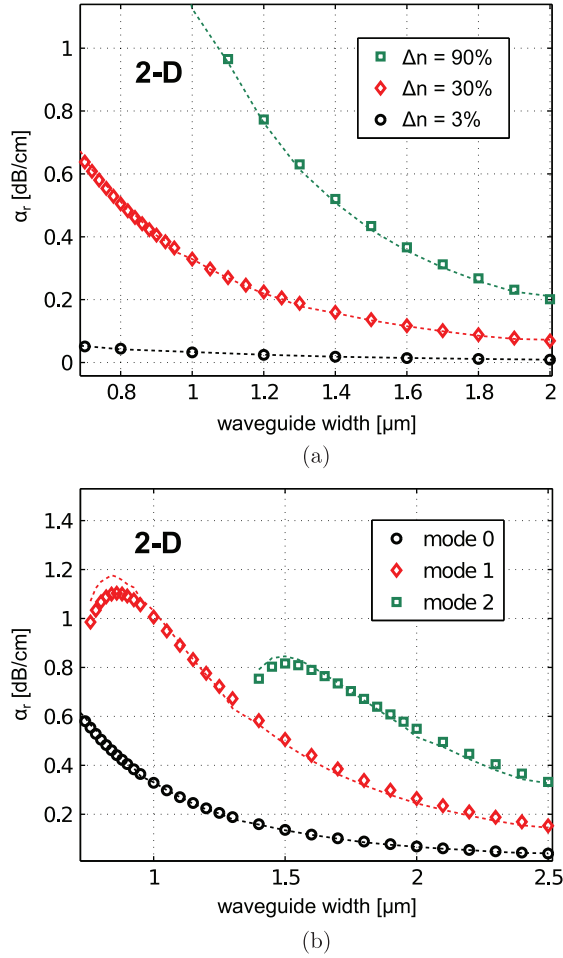 2-D
Δn = 90%
Δn = 30%
Δn = 3%
1
0.8
0.6
0.4
0.2
0
αr [dB/cm]
0.8 1 1.2 1.4 1.6 1.8 2
waveguide width [µm]
(a)
2-D
mode 0
mode 1
mode 2
1.4
1.2
1
0.8
0.6
0.4
0.2
αr [dB/cm]
1 1.5 2 2.5
waveguide width [µm]
(b)